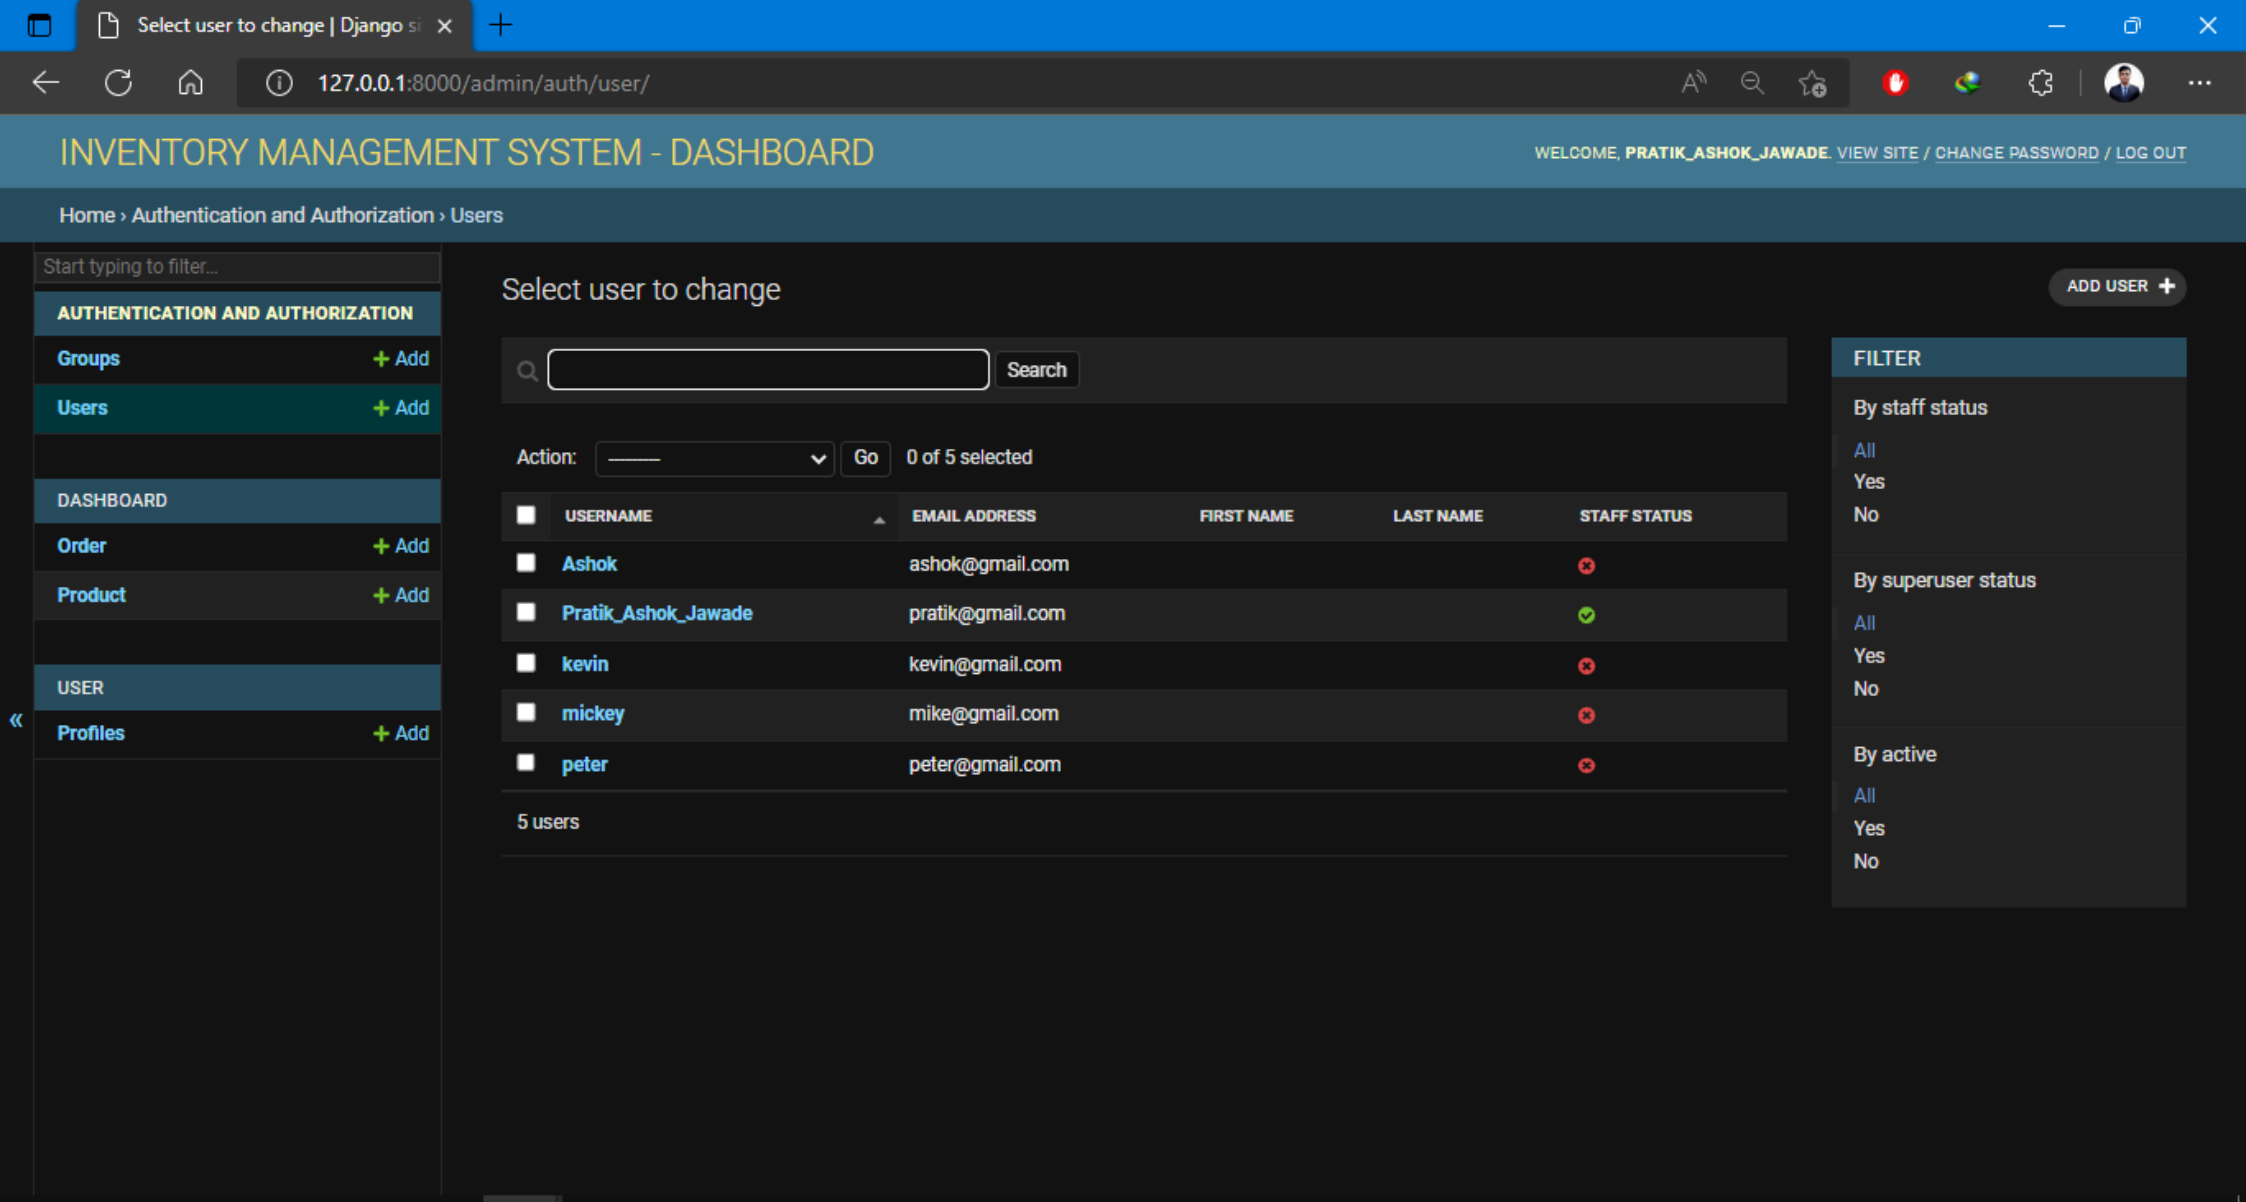 Select user to change | Django si
127.0.0.1:8000/admin/auth/user/
INVENTORY MANAGEMENT SYSTEM - DASHBOARD
WELCOME, PRATIK_ASHOK_JAWADE. VIEW SITE / CHANGE PASSWORD / LOG OUT
Home › Authentication and Authorization › Users
Start typing to filter...
AUTHENTICATION AND AUTHORIZATION
Groups + Add
Users + Add
DASHBOARD
Order + Add
Product + Add
USER
Profiles + Add
«
Select user to change
ADD USER +
Search
Action: --------- Go 0 of 5 selected
USERNAME EMAIL ADDRESS FIRST NAME LAST NAME STAFF STATUS
Ashok ashok@gmail.com
Pratik_Ashok_Jawade pratik@gmail.com
kevin kevin@gmail.com
mickey mike@gmail.com
peter peter@gmail.com
5 users
FILTER
By staff status
All
Yes
No
By superuser status
All
Yes
No
By active
All
Yes
No